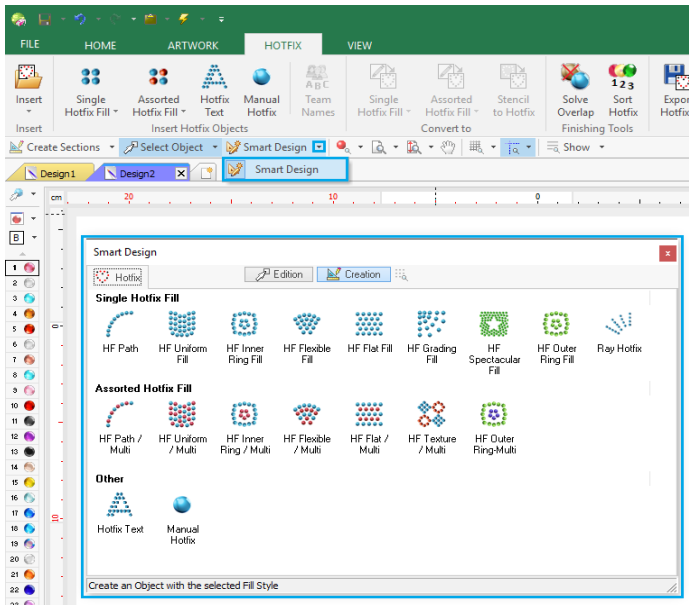 FILE HOME ARTWORK HOTFIX VIEW
Insert Single Assorted Hotfix Manual Team Single Assorted Stencil Solve Sort Expor
Hotfix Fill Hotfix Fill Text Hotfix Names Hotfix Fill Hotfix Fill to Hotfix Overlap Hotfix Hotfix
Insert Insert Hotfix Objects Convert to Finishing Tools
Create Sections Select Object Smart Design Show
Design1 Design2 Smart Design
cm 20 10 0
B
Smart Design
Hotfix Edition Creation
Single Hotfix Fill
HF Path HF Uniform HF Inner HF Flexible HF Flat Fill HF Grading HF HF Outer Ray Hotfix
Fill Ring Fill Fill Fill Spectacular Ring Fill
Fill
Assorted Hotfix Fill
HF Path / HF Uniform HF Inner HF Flexible HF Flat / HF Texture HF Outer
Multi / Multi Ring / Multi / Multi Multi / Multi Ring-Multi
Other
Hotfix Text Manual
Hotfix
Create an Object with the selected Fill Style
1
2
3
4
5
6
7
8
9
10
11
12
13
14
15
16
17
18
19
20
21
22
0
10